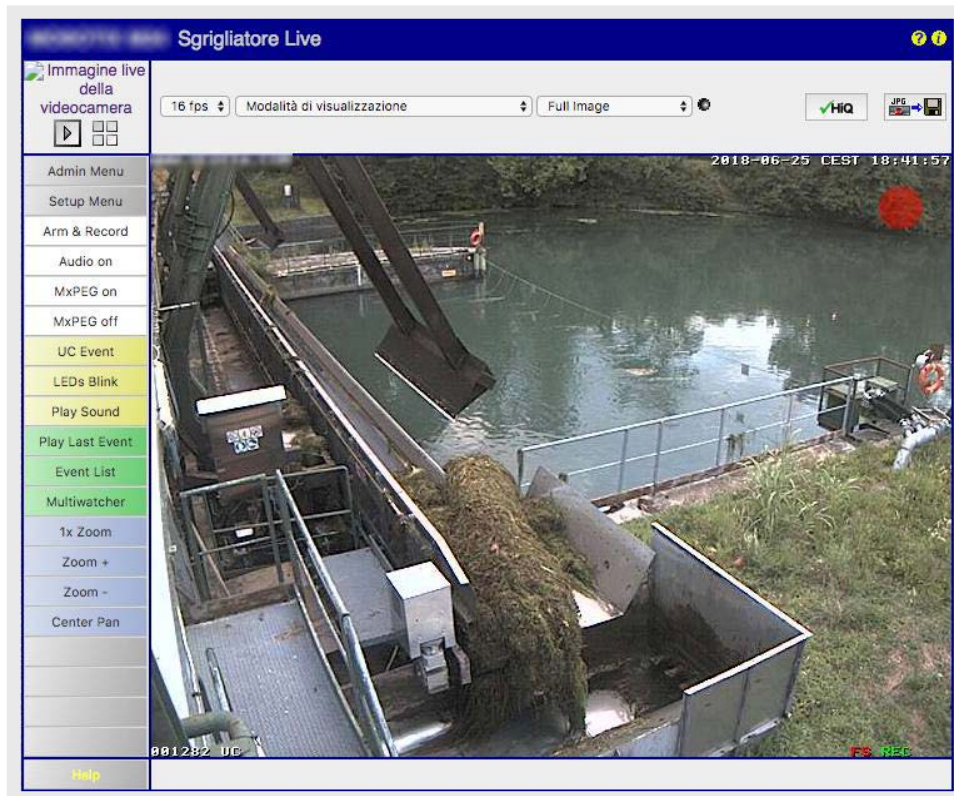 Sgrigliatore Live
? i
Immagine live
della
videocamera
16 fps
Modalità di visualizzazione
Full Image
HiQ
JPG
2018-06-25 CEST 18:41:57
Admin Menu
Setup Menu
Arm & Record
Audio on
MxPEG on
MxPEG off
UC Event
LEDs Blink
Play Sound
Play Last Event
Event List
Multiwatcher
1x Zoom
Zoom +
Zoom -
Center Pan
001282 UC
FS REC
Help